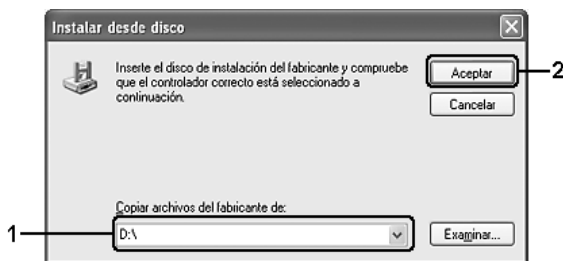 Instalar desde disco
Inserte el disco de instalación del fabricante y compruebe
que el controlador correcto está seleccionado a
continuación.
Aceptar
2
Cancelar
Copiar archivos del fabricante de:
1
D:\
Examinar...